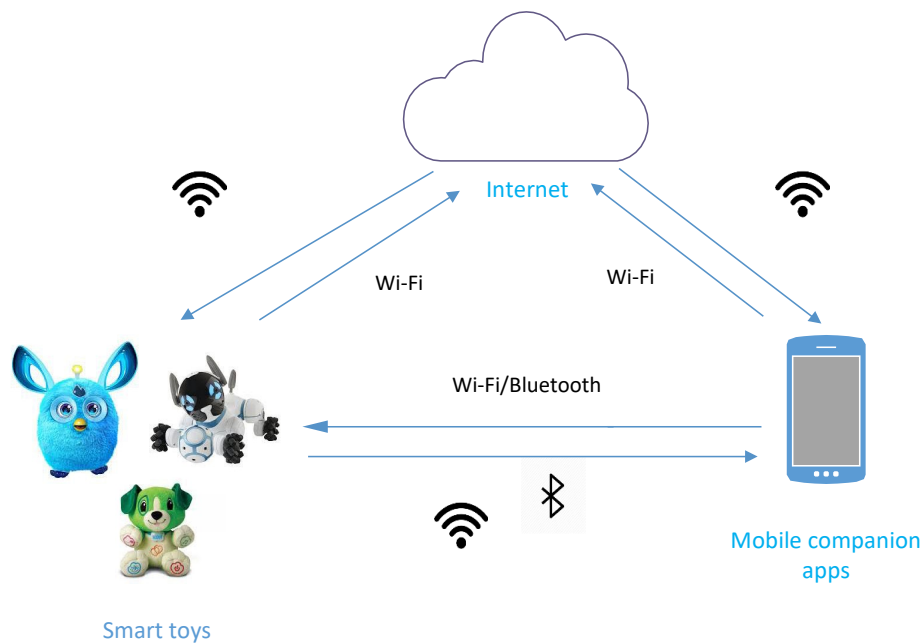 Internet
Wi-Fi
Wi-Fi
Wi-Fi/Bluetooth
Mobile companion
apps
Smart toys